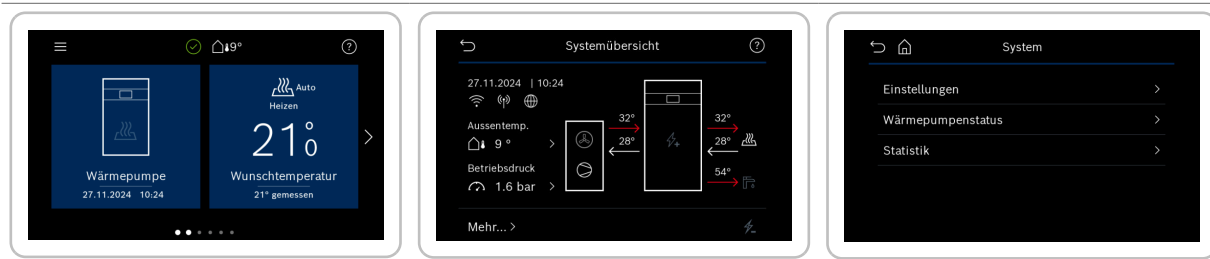 9°
?
Auto
Heizen
21°
Wärmepumpe
27.11.2024 10:24
Wunschtemperatur
21° gemessen
Systemübersicht
?
27.11.2024 | 10:24
Aussentemp.
9 °
Betriebsdruck
1.6 bar
32°
28°
32°
28°
54°
Mehr...
System
Einstellungen
Wärmepumpenstatus
Statistik